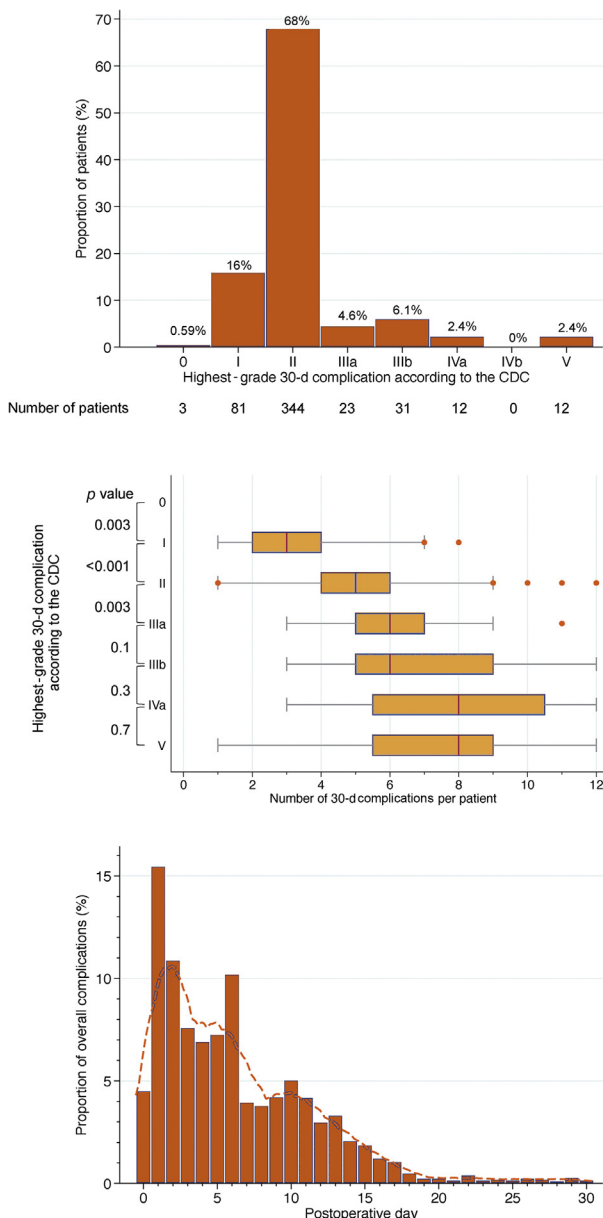 68%
70
60
50
40
30
20
10
0
Proportion of patients (%)
0.59%
16%
4.6%
6.1%
2.4%
0%
2.4%
0 I II IIIa IIIb IVa IVb V
Highest-grade 30-d complication according to the CDC
Number of patients 3 81 344 23 31 12 0 12
Highest-grade 30-d complication
according to the CDC
p value
0
0.003
I
<0.001
II
0.003
IIIa
0.1
IIIb
0.3
IVa
0.7
V
0 2 4 6 8 10 12
Number of 30-d complications per patient
Proportion of overall complications (%)
15
10
5
0
0 5 10 15 20 25 30
Postoperative day